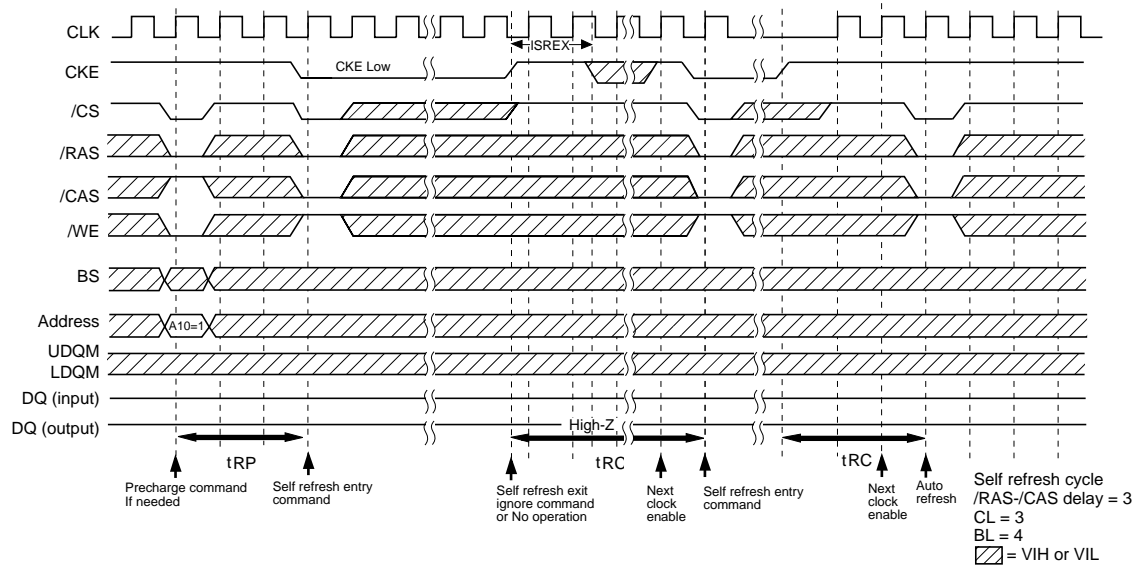 CLK
ISREX
CKE
CKE Low
/CS
/RAS
/CAS
/WE
BS
Address
A10=1
UDQM
LDQM
DQ (input)
DQ (output)
High-Z
tRP
tRC
tRC
Precharge command
If needed
Self refresh entry
command
Self refresh exit
ignore command
or No operation
Next
clock
enable
Self refresh entry
command
Next
clock
enable
Auto
refresh
Self refresh cycle
/RAS-/CAS delay = 3
CL = 3
BL = 4
= VIH or VIL